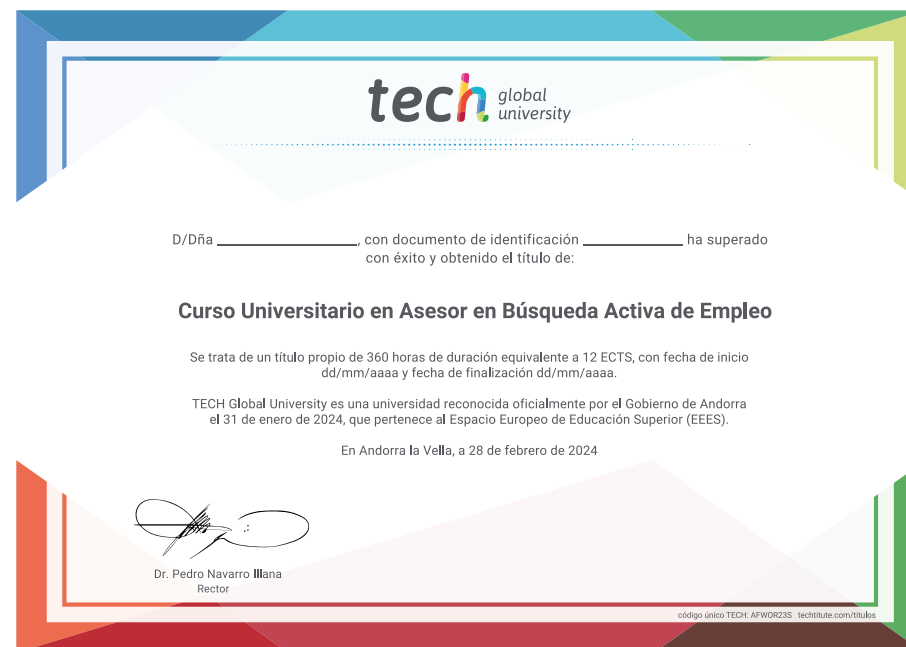 tech global university
D/Dña ____________________, con documento de identificación ______________ ha superado
con éxito y obtenido el título de:
Curso Universitario en Asesor en Búsqueda Activa de Empleo
Se trata de un título propio de 360 horas de duración equivalente a 12 ECTS, con fecha de inicio
dd/mm/aaaa y fecha de finalización dd/mm/aaaa.
TECH Global University es una universidad reconocida oficialmente por el Gobierno de Andorra
el 31 de enero de 2024, que pertenece al Espacio Europeo de Educación Superior (EEES).
En Andorra la Vella, a 28 de febrero de 2024
Dr. Pedro Navarro Illana
Rector
código único TECH: AFWOR23S techtitute.com/titulos